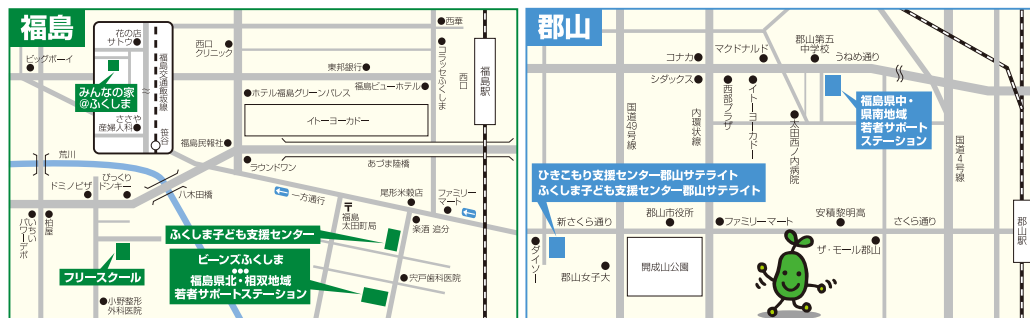 福島
花の店
サトウ
ビッグボーイ
みんなの家
@ふくしま
ささや
産婦人科
福島交通飯坂線
笹谷
西口
クリニック
西華
コラッセふくしま
西口
福島駅
東邦銀行
ホテル福島グリーンパレス
福島ビューホテル
イトーヨーカドー
福島民報社
あづま陸橋
ラウンドワン
荒川
ドミノピザ
びっくり
ドンキー
八木田橋
一方通行
尾形米穀店
ファミリー
マート
楽酒 追分
〒
福島
太田町局
いちい
パワーデポ
柏屋
ふくしま子ども支援センター
ビーンズふくしま
●●●
福島県北・相双地域
若者サポートステーション
フリースクール
小野整形
外科医院
宍戸歯科医院
郡山
コナカ
マクドナルド
郡山第五
中学校
うねめ通り
シダックス
西部プラザ
イトーヨーカドー
太田西ノ内病院
国道49号線
内環状線
福島県中・
県南地域
若者サポート
ステーション
国道4号線
ひきこもり支援センター郡山サテライト
ふくしま子ども支援センター郡山サテライト
新さくら通り
郡山市役所
ファミリーマート
安積黎明高
さくら通り
郡山駅
ダイソー
郡山女子大
開成山公園
ザ・モール郡山